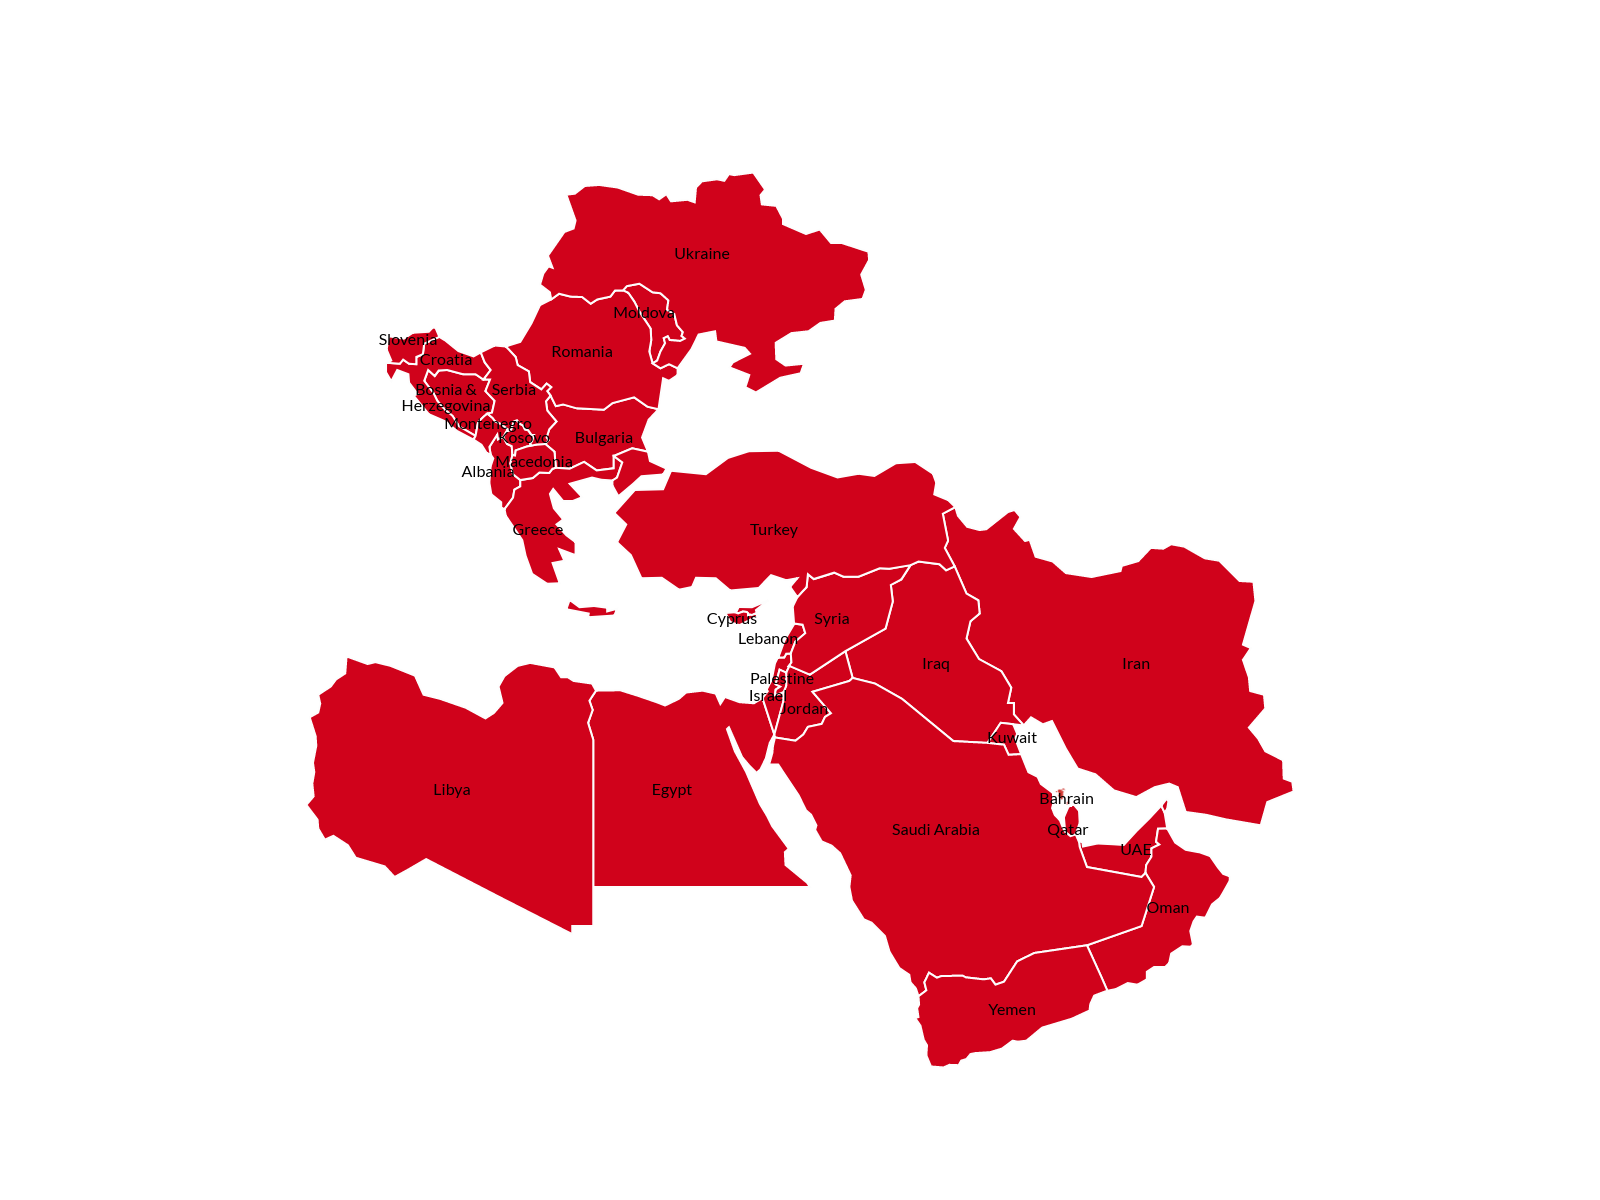 Ukraine
Moldova
Slovenia
Romania
Croatia
Bosnia &
Herzegovina
Serbia
Montenegro
Kosovo
Bulgaria
Macedonia
Albania
Greece
Turkey
Cyprus
Syria
Lebanon
Iraq
Iran
Palestine
Israel
Jordan
Kuwait
Libya
Egypt
Bahrain
Saudi Arabia
Qatar
UAE
Oman
Yemen